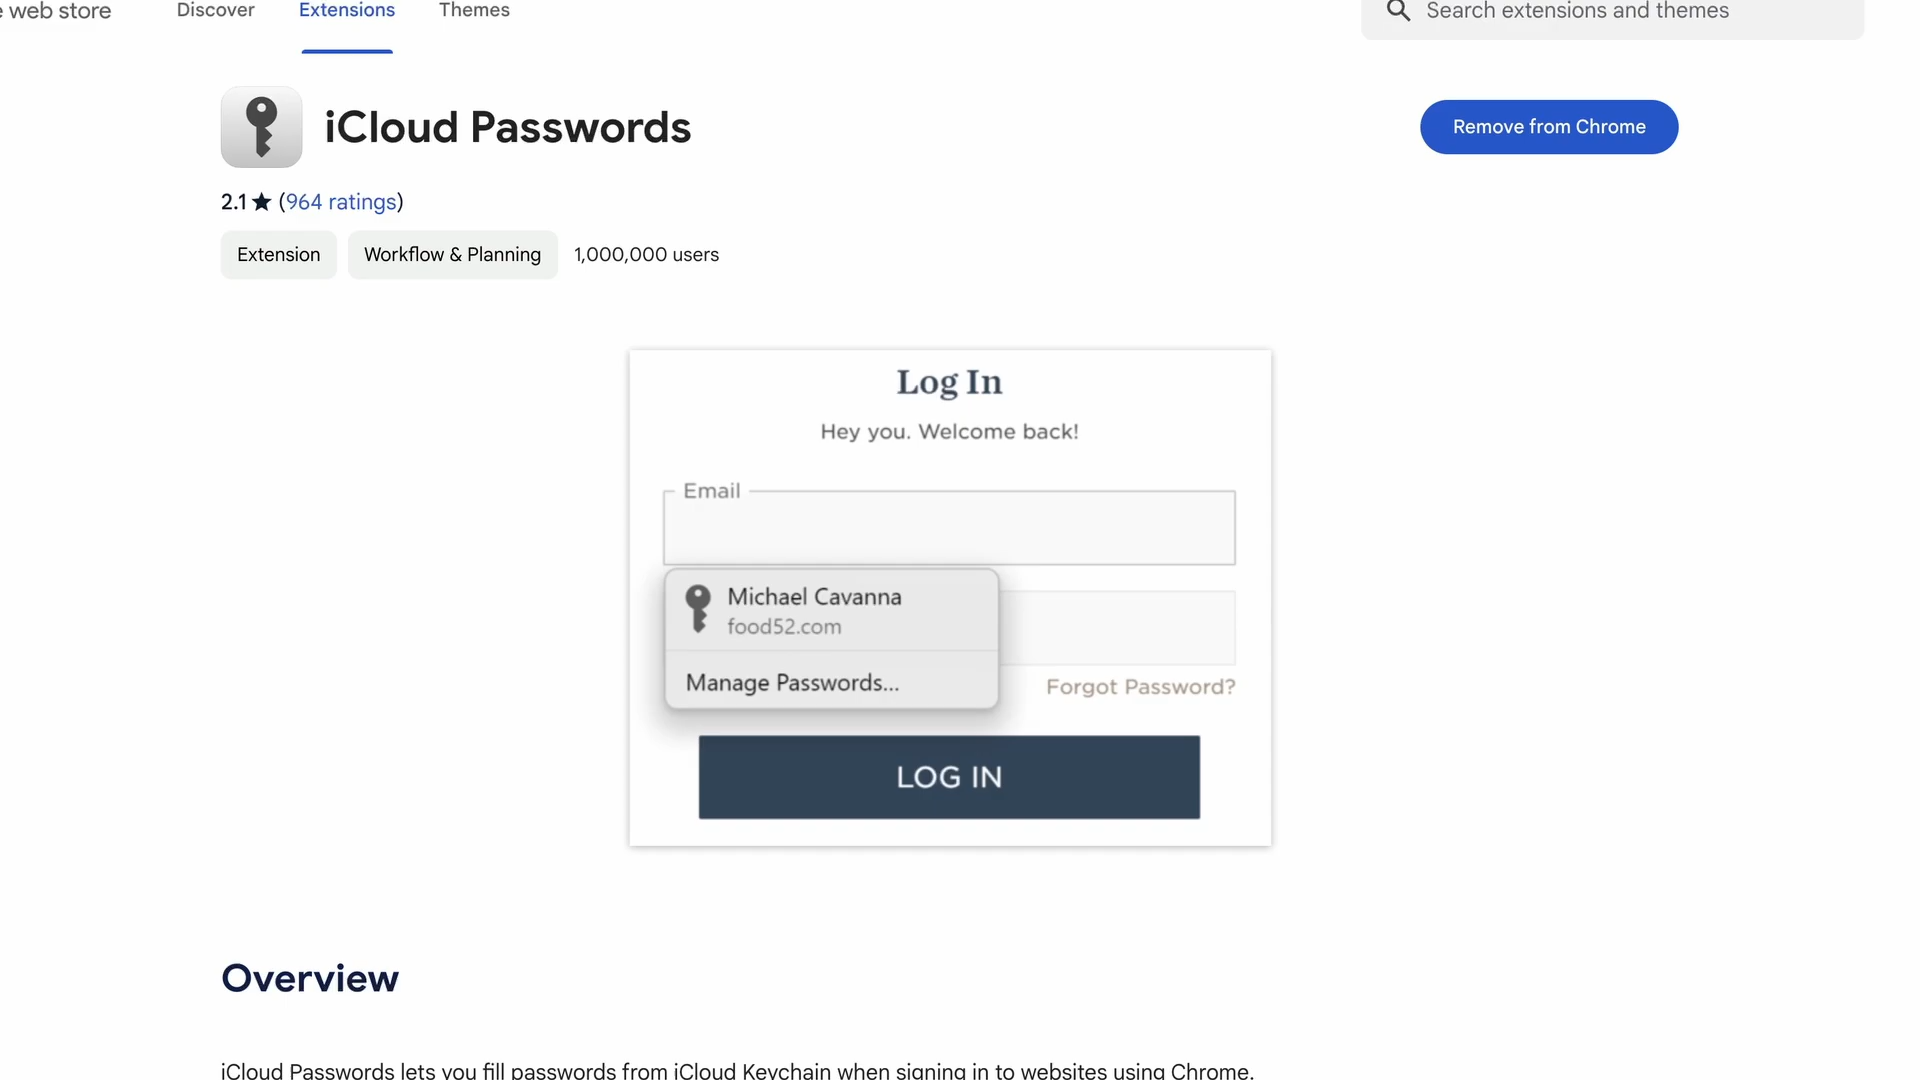 web store
Discover
Extensions
Themes
Search extensions and themes
iCloud Passwords
Remove from Chrome
2.1★ (964 ratings)
Extension
Workflow & Planning
1,000,000 users
Log In
Hey you. Welcome back!
Email
Michael Cavanna
food52.com
Manage Passwords...
Forgot Password?
LOG IN
Overview
iCloud Passwords lets you fill passwords from iCloud Keychain when signing in to websites using Chrome.